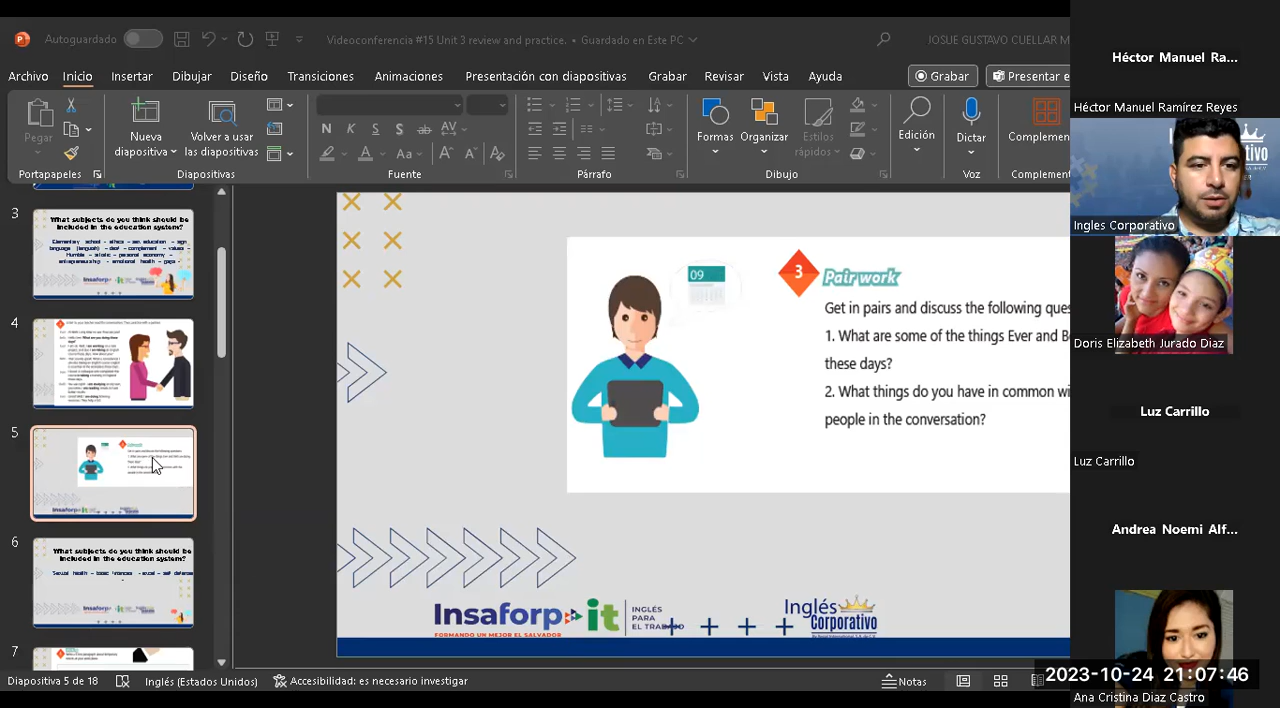 Autoguardado
Videoconferencia #15 Unit 3 review and practice. • Guardado en Este PC
JOSUE GUSTAVO CUELLAR M
Archivo Inicio Insertar Dibujar Diseño Transiciones Animaciones Presentación con diapositivas Grabar Revisar Vista Ayuda
Grabar
Presentar e
Pegar
Nueva diapositiva
Volver a usar las diapositivas
Formas
Organizar
Estilos rápidos
Edición
Dictar
Complemen
Portapapeles
Diapositivas
Fuente
Párrafo
Dibujo
Voz
Complement
3
What subjects do you think should be
included in the education system?
4
5
6
What subjects do you think should be
included in the education system?
7
09
3
Pair work
Get in pairs and discuss the following ques
1. What are some of the things Ever and B
these days?
2. What things do you have in common wi
people in the conversation?
Insaforp
FORMANDO UN MEJOR EL SALVADOR
it
INGLÉS
PARA
EL TRABAJO
Inglés
Corporativo
Diapositiva 5 de 18
Inglés (Estados Unidos)
Accesibilidad: es necesario investigar
Notas
Héctor Manuel Ra...
Héctor Manuel Ramírez Reyes
Ingles Corporativo
Doris Elizabeth Jurado Diaz
Luz Carrillo
Luz Carrillo
Andrea Noemi Alf...
2023-10-24 21:07:46
Ana Cristina Diaz Castro